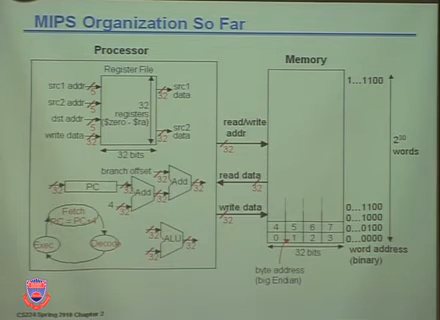 MIPS Organization So Far
Processor
Memory
Register File
src1 addr
5
src2 addr
5
dst addr
5
write data
32
32
registers
($zero - $ra)
32 bits
src1
data
32
src2
data
32
branch offset
32
PC
32
4
32
Add
Add
32
Fetch
PC = PC+4
Exec
Decode
32
ALU
32
32
read/write
addr
32
read data
32
write data
32
1…1100
2^30
words
0…1100
0…1000
0…0100
0…0000
4 5 6 7
0 1 2 3
32 bits
word address
(binary)
byte address
(big Endian)
CS224 Spring 2010 Chapter 2